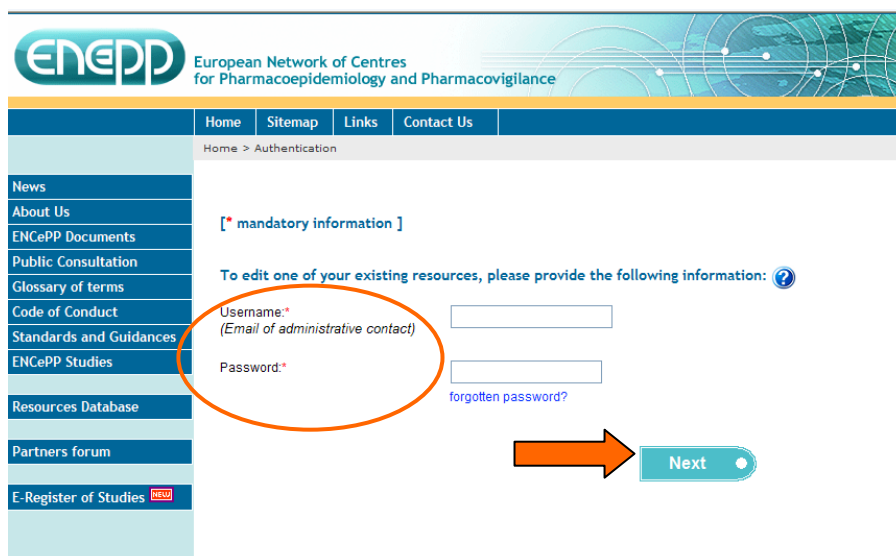 ENEPP
European Network of Centres
for Pharmacoepidemiology and Pharmacovigilance
Home Sitemap Links Contact Us
Home > Authentication
News
About Us
ENCePP Documents
Public Consultation
Glossary of terms
Code of Conduct
Standards and Guidances
ENCePP Studies
Resources Database
Partners forum
E-Register of Studies NEW
[* mandatory information ]
To edit one of your existing resources, please provide the following information: ?
Username:*
(Email of administrative contact)
Password:*
forgotten password?
Next